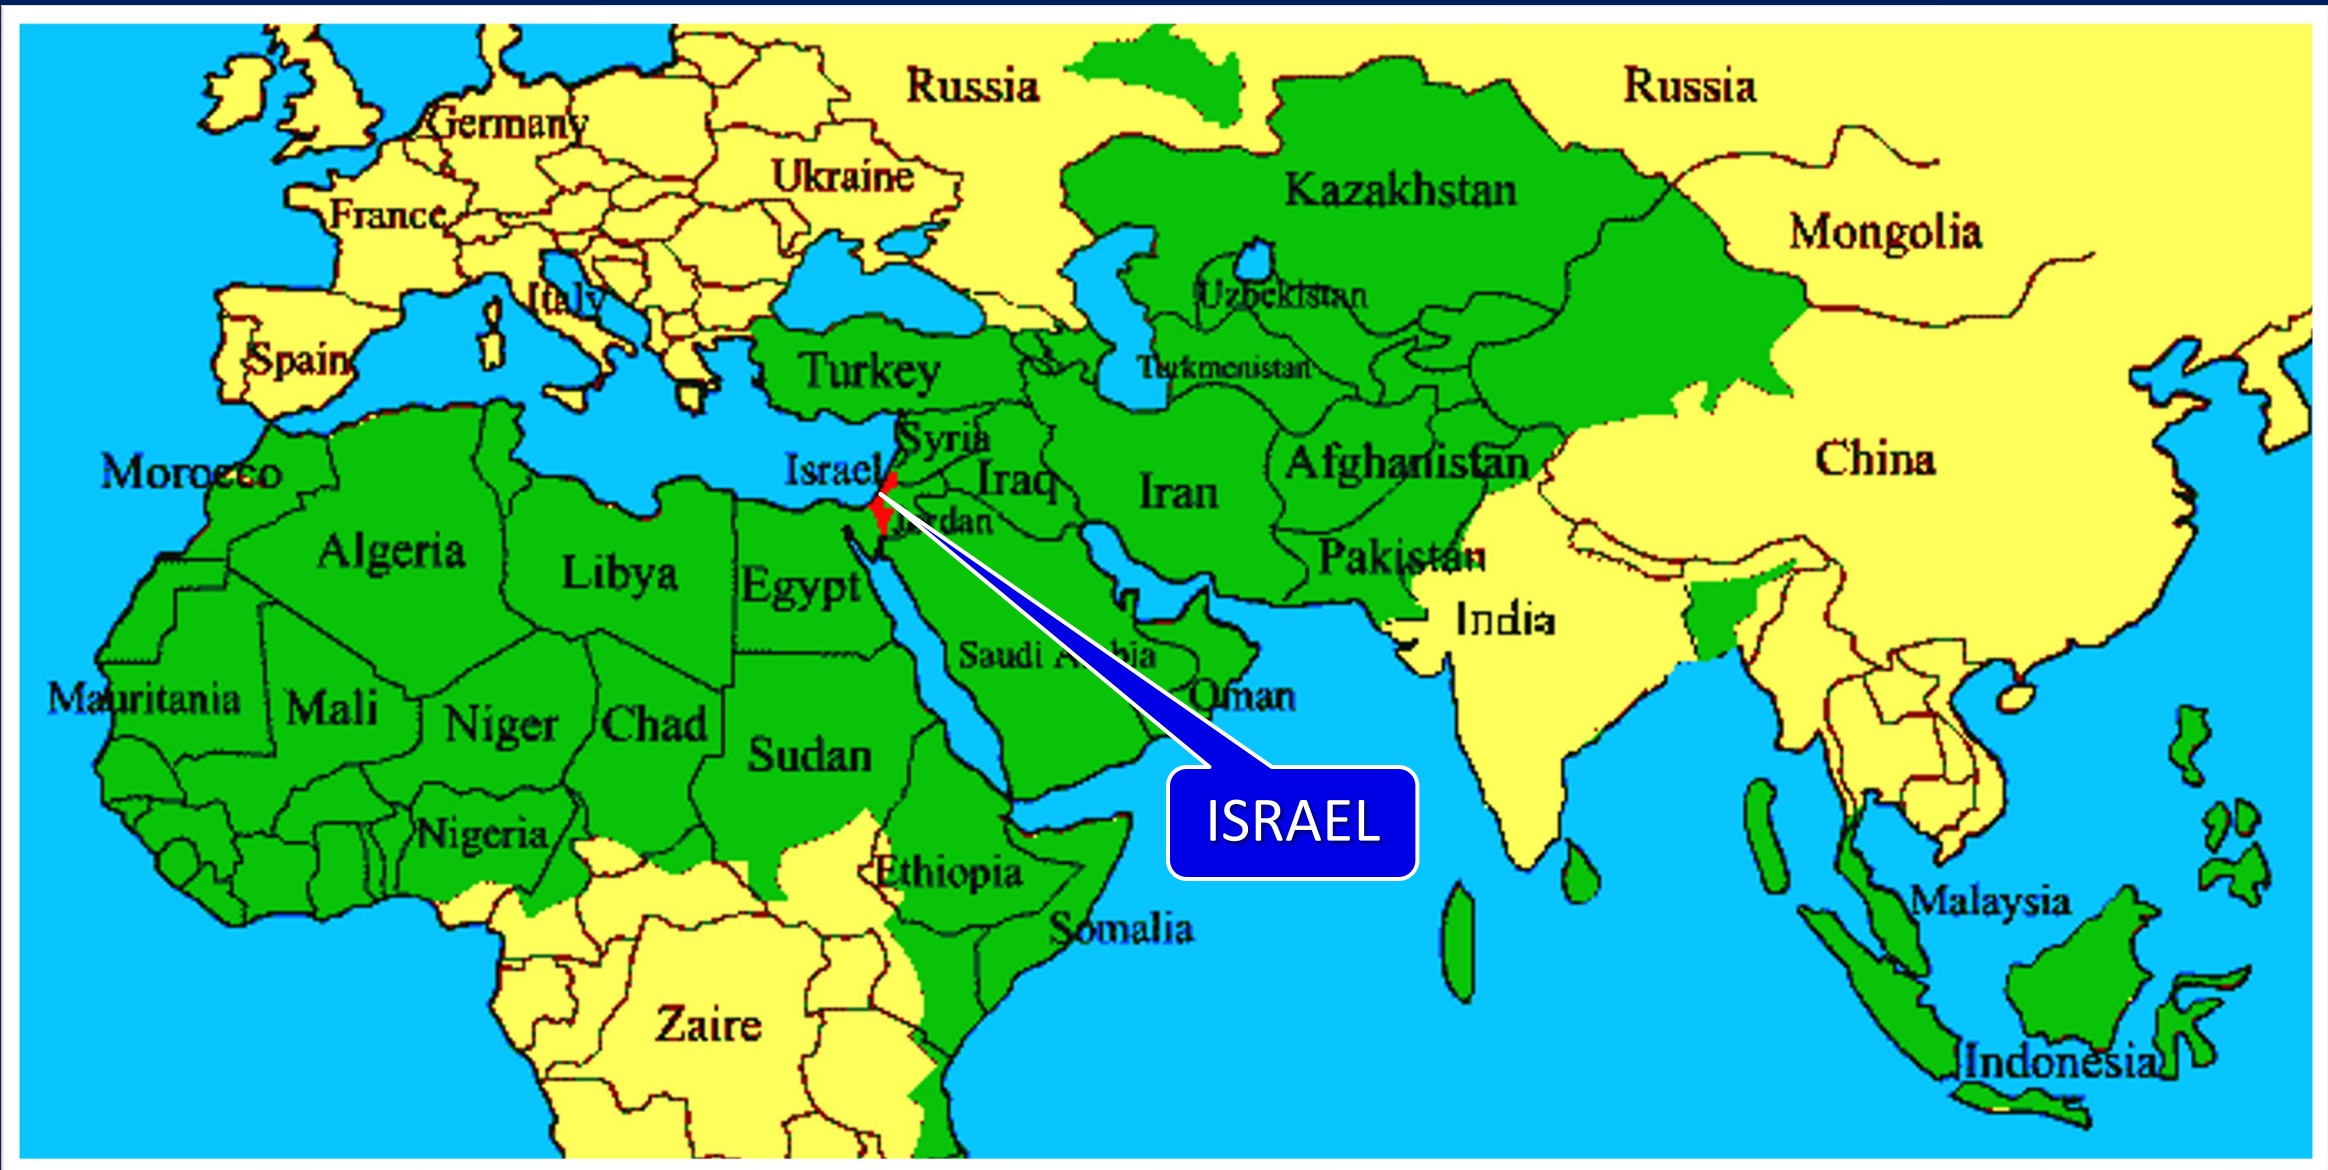 Russia
Russia
Germany
Ukraine
Kazakhstan
France
Mongolia
Italy
Uzbekistan
Spain
Turkey
Turkmenistan
Morocco
Israel
Syria
Iraq
Iran
Afghanistan
China
Jordan
Algeria
Libya
Egypt
Pakistan
India
Saudi Arabia
Mauritania
Mali
Niger
Chad
Sudan
Oman
Nigeria
ISRAEL
Ethiopia
Somalia
Malaysia
Zaire
Indonesia